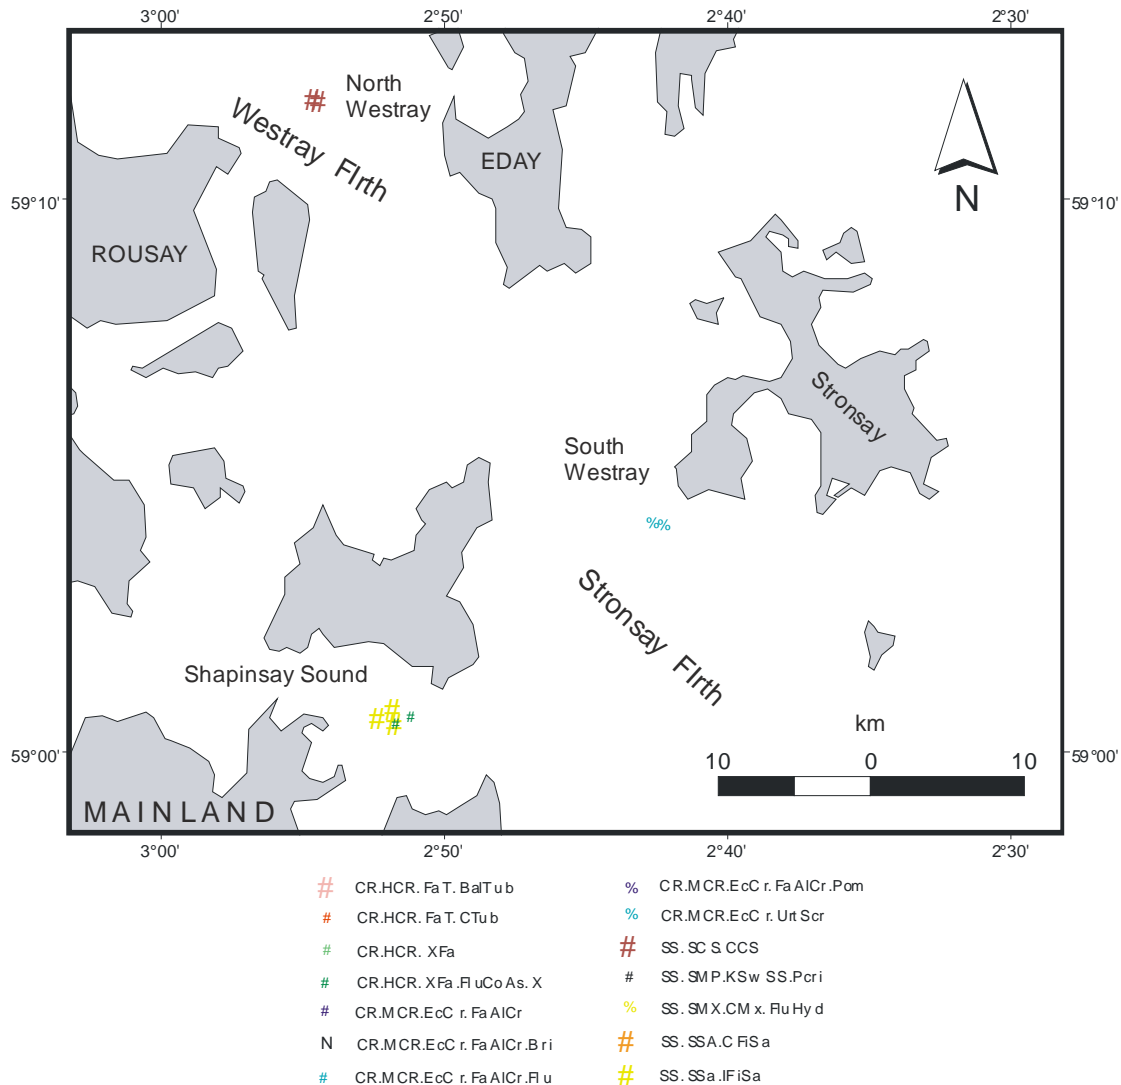 3°00' 2°50' 2°40' 2°30'
North
Westray
Westray FIrth
EDAY
59°10' 59°10'
N
ROUSAY
Stronsay
South
Westray
%%
Stronsay FIrth
Shapinsay Sound
# # # # #
km
59°00' 59°00'
10 0 10
MAINLAND
3°00' 2°50' 2°40' 2°30'
# CR.HCR.FaT.BalTub
# CR.HCR.FaT.CTub
# CR.HCR.XFa
# CR.HCR.XFa.FluCoAs.X
# CR.MCR.EcCr.FaAlCr
N CR.MCR.EcCr.FaAlCr.Bri
# CR.MCR.EcCr.FaAlCr.Flu
% CR.MCR.EcCr.FaAlCr.Pom
% CR.MCR.EcCr.UrtScr
# SS.SCS.CCS
# SS.SMP.KSwSS.Pcri
% SS.SMX.CMx.FluHyd
# SS.SSA.CFiSa
# SS.SSa.IFiSa